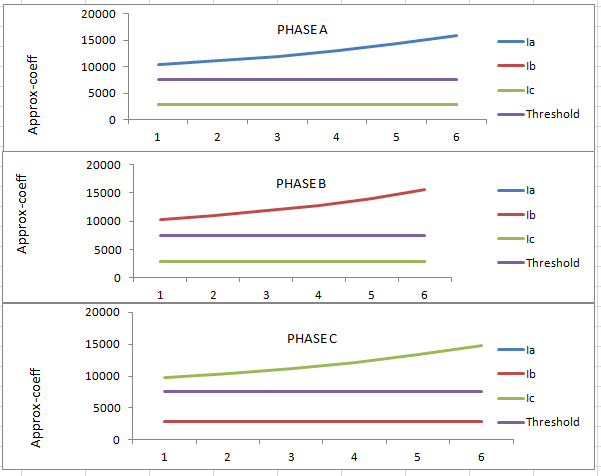 20000
PHASE A
15000
Ia
10000
Ib
5000
Ic
0
Threshold
1 2 3 4 5 6
Approx-coeff
20000
PHASE B
15000
Ia
10000
Ib
5000
Ic
0
Threshold
1 2 3 4 5 6
Approx-coeff
20000
PHASE C
15000
Ia
10000
Ib
5000
Ic
0
Threshold
1 2 3 4 5 6
Approx-coeff